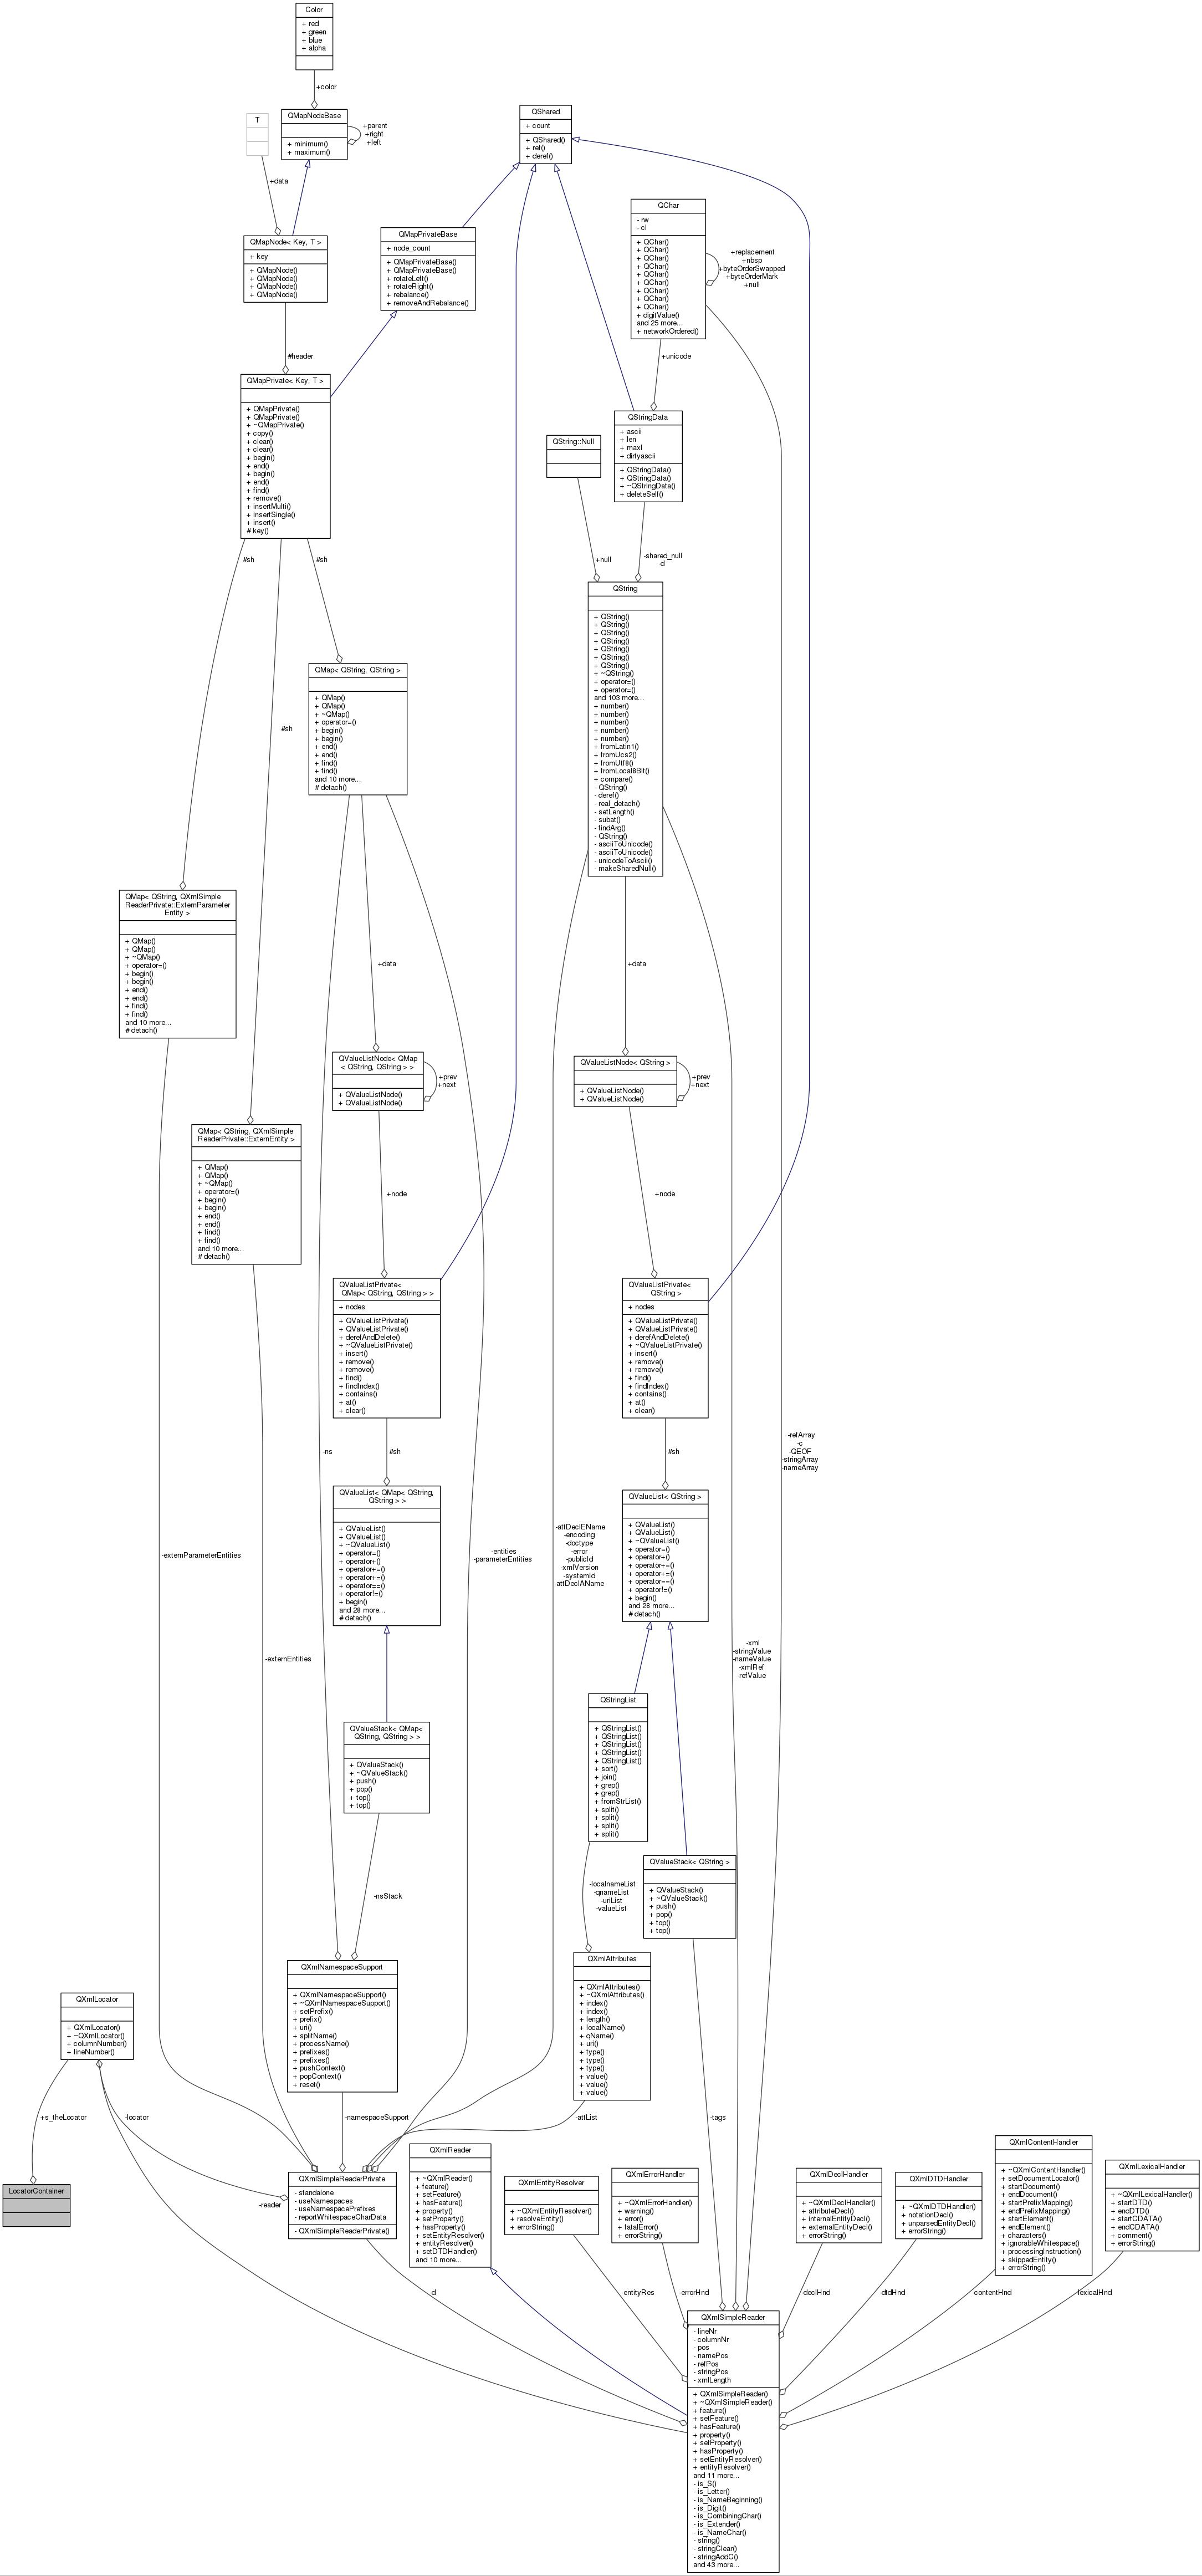 Color
+ red
+ green
+ blue
+ alpha
+color
T
QMapNodeBase
+ minimum()
+ maximum()
+parent
+right
+left
+data
QShared
+ count
+ QShared()
+ ref()
+ deref()
QChar
- rw
- cl
+ QChar()
+ QChar()
+ QChar()
+ QChar()
+ QChar()
+ QChar()
+ QChar()
+ QChar()
+ QChar()
+ digitValue()
and 25 more...
+ networkOrdered()
+replacement
+nbsp
+byteOrderSwapped
+byteOrderMark
+null
QMapNode< Key, T >
+ key
+ QMapNode()
+ QMapNode()
+ QMapNode()
+ QMapNode()
QMapPrivateBase
+ node_count
+ QMapPrivateBase()
+ QMapPrivateBase()
+ rotateLeft()
+ rotateRight()
+ rebalance()
+ removeAndRebalance()
#header
+unicode
QMapPrivate< Key, T >
+ QMapPrivate()
+ QMapPrivate()
+ ~QMapPrivate()
+ copy()
+ clear()
+ clear()
+ begin()
+ end()
+ begin()
+ end()
+ find()
+ remove()
+ insertMulti()
+ insertSingle()
+ insert()
# key()
QString::Null
QStringData
+ ascii
+ len
+ maxl
+ dirtyascii
+ QStringData()
+ QStringData()
+ ~QStringData()
+ deleteSelf()
#sh
#sh
+null
-shared_null
-d
QString
+ QString()
+ QString()
+ QString()
+ QString()
+ QString()
+ QString()
+ QString()
+ ~QString()
+ operator=()
+ operator=()
and 103 more...
+ number()
+ number()
+ number()
+ number()
+ number()
+ fromLatin1()
+ fromUcs2()
+ fromUtf8()
+ fromLocal8Bit()
+ compare()
- QString()
- deref()
- real_detach()
- setLength()
- subat()
- findArg()
- QString()
- asciiToUnicode()
- asciiToUnicode()
- unicodeToAscii()
- makeSharedNull()
QMap< QString, QString >
+ QMap()
+ QMap()
+ ~QMap()
+ operator=()
+ begin()
+ begin()
+ end()
+ end()
+ find()
+ find()
and 10 more...
# detach()
#sh
QMap< QString, QXmlSimple
ReaderPrivate::ExternParameter
Entity >
+ QMap()
+ QMap()
+ ~QMap()
+ operator=()
+ begin()
+ begin()
+ end()
+ end()
+ find()
+ find()
and 10 more...
# detach()
+data
+data
QValueListNode< QMap
< QString, QString > >
+ QValueListNode()
+ QValueListNode()
+prev
+next
QValueListNode< QString >
+ QValueListNode()
+ QValueListNode()
+prev
+next
QMap< QString, QXmlSimple
ReaderPrivate::ExternEntity >
+ QMap()
+ QMap()
+ ~QMap()
+ operator=()
+ begin()
+ begin()
+ end()
+ end()
+ find()
+ find()
and 10 more...
# detach()
+node
+node
QValueListPrivate<
QMap< QString, QString > >
+ nodes
+ QValueListPrivate()
+ QValueListPrivate()
+ derefAndDelete()
+ ~QValueListPrivate()
+ insert()
+ remove()
+ remove()
+ find()
+ findIndex()
+ contains()
+ at()
+ clear()
QValueListPrivate<
QString >
+ nodes
+ QValueListPrivate()
+ QValueListPrivate()
+ derefAndDelete()
+ ~QValueListPrivate()
+ insert()
+ remove()
+ remove()
+ find()
+ findIndex()
+ contains()
+ at()
+ clear()
-ns
#sh
#sh
-refArray
-c
-QEOF
-stringArray
-nameArray
QValueList< QMap< QString,
QString > >
+ QValueList()
+ QValueList()
+ ~QValueList()
+ operator=()
+ operator+()
+ operator+=()
+ operator+=()
+ operator==()
+ operator!=()
+ begin()
and 28 more...
# detach()
QValueList< QString >
+ QValueList()
+ QValueList()
+ ~QValueList()
+ operator=()
+ operator+()
+ operator+=()
+ operator+=()
+ operator==()
+ operator!=()
+ begin()
and 28 more...
# detach()
-externParameterEntities
-entities
-parameterEntities
-attDeclEName
-encoding
-doctype
-error
-publicId
-xmlVersion
-systemId
-attDeclAName
-externEntities
-xml
-stringValue
-nameValue
-xmlRef
-refValue
QStringList
+ QStringList()
+ QStringList()
+ QStringList()
+ QStringList()
+ QStringList()
+ sort()
+ join()
+ grep()
+ grep()
+ fromStrList()
+ split()
+ split()
+ split()
+ split()
QValueStack< QMap<
QString, QString > >
+ QValueStack()
+ ~QValueStack()
+ push()
+ pop()
+ top()
+ top()
QValueStack< QString >
+ QValueStack()
+ ~QValueStack()
+ push()
+ pop()
+ top()
+ top()
-nsStack
-localnameList
-qnameList
-uriList
-valueList
QXmlNamespaceSupport
+ QXmlNamespaceSupport()
+ ~QXmlNamespaceSupport()
+ setPrefix()
+ prefix()
+ uri()
+ splitName()
+ processName()
+ prefixes()
+ prefixes()
+ pushContext()
+ popContext()
+ reset()
QXmlAttributes
+ QXmlAttributes()
+ ~QXmlAttributes()
+ index()
+ index()
+ length()
+ localName()
+ qName()
+ uri()
+ type()
+ type()
+ type()
+ value()
+ value()
+ value()
QXmlLocator
+ QXmlLocator()
+ ~QXmlLocator()
+ columnNumber()
+ lineNumber()
+s_theLocator
-locator
-namespaceSupport
-attList
-tags
LocatorContainer
-reader
QXmlSimpleReaderPrivate
- standalone
- useNamespaces
- useNamespacePrefixes
- reportWhitespaceCharData
- QXmlSimpleReaderPrivate()
QXmlReader
+ ~QXmlReader()
+ feature()
+ setFeature()
+ hasFeature()
+ property()
+ setProperty()
+ hasProperty()
+ setEntityResolver()
+ entityResolver()
+ setDTDHandler()
and 10 more...
QXmlEntityResolver
+ ~QXmlEntityResolver()
+ resolveEntity()
+ errorString()
QXmlErrorHandler
+ ~QXmlErrorHandler()
+ warning()
+ error()
+ fatalError()
+ errorString()
QXmlDeclHandler
+ ~QXmlDeclHandler()
+ attributeDecl()
+ internalEntityDecl()
+ externalEntityDecl()
+ errorString()
QXmlDTDHandler
+ ~QXmlDTDHandler()
+ notationDecl()
+ unparsedEntityDecl()
+ errorString()
QXmlContentHandler
+ ~QXmlContentHandler()
+ setDocumentLocator()
+ startDocument()
+ endDocument()
+ startPrefixMapping()
+ endPrefixMapping()
+ startElement()
+ endElement()
+ characters()
+ ignorableWhitespace()
+ processingInstruction()
+ skippedEntity()
+ errorString()
QXmlLexicalHandler
+ ~QXmlLexicalHandler()
+ startDTD()
+ endDTD()
+ startCDATA()
+ endCDATA()
+ comment()
+ errorString()
-d
-entityRes
-errorHnd
-declHnd
-dtdHnd
-contentHnd
-lexicalHnd
QXmlSimpleReader
- lineNr
- columnNr
- pos
- namePos
- refPos
- stringPos
- xmlLength
+ QXmlSimpleReader()
+ ~QXmlSimpleReader()
+ feature()
+ setFeature()
+ hasFeature()
+ property()
+ setProperty()
+ hasProperty()
+ setEntityResolver()
+ entityResolver()
and 11 more...
- is_S()
- is_Letter()
- is_NameBeginning()
- is_Digit()
- is_CombiningChar()
- is_Extender()
- is_NameChar()
- string()
- stringClear()
- stringAddC()
and 43 more...